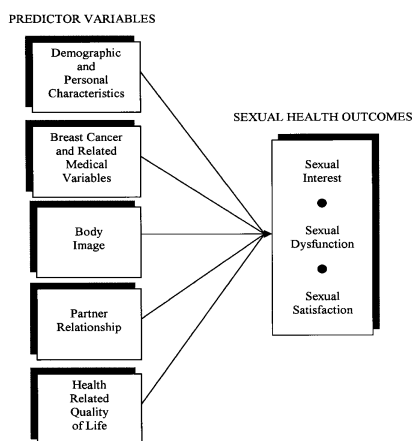 PREDICTOR VARIABLES
Demographic
and
Personal
Characteristics
Breast Cancer
and Related
Medical
Variables
Body
Image
Partner
Relationship
Health
Related
Quality
of Life
SEXUAL HEALTH OUTCOMES
Sexual
Interest
Sexual
Dysfunction
Sexual
Satisfaction